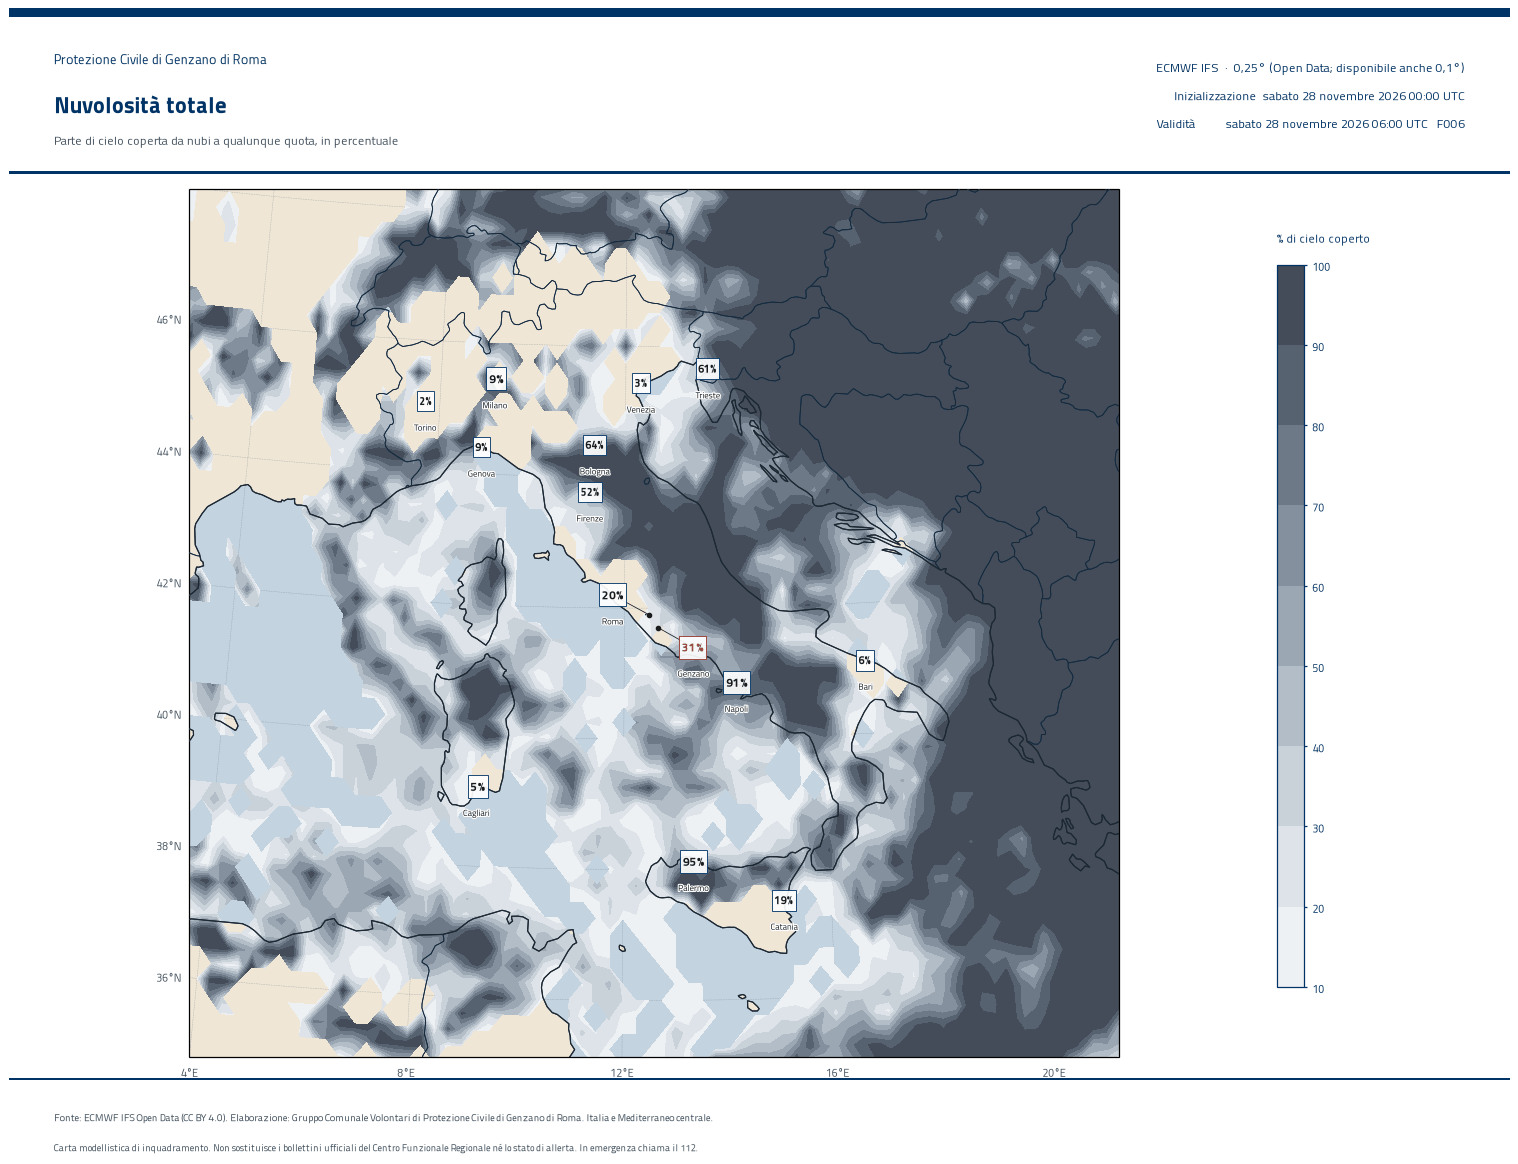 Protezione Civile di Genzano di Roma
Nuvolosità totale
Parte di cielo coperta da nubi a qualunque quota, in percentuale
ECMWF IFS · 0,25° (Open Data; disponibile anche 0,1°)
Inizializzazione sabato 28 novembre 2026 00:00 UTC
Validità sabato 28 novembre 2026 06:00 UTC F006
% di cielo coperto
100
90
80
70
60
50
40
30
20
10
46°N
44°N
42°N
40°N
38°N
36°N
4°E
8°E
12°E
16°E
20°E
61%
Trieste
3%
Venezia
9%
Milano
2%
Torino
9%
Genova
64%
Bologna
52%
Firenze
20%
Roma
31%
Genzano
91%
Napoli
6%
Bari
5%
Cagliari
95%
Palermo
19%
Catania
Fonte: ECMWF IFS Open Data (CC BY 4.0). Elaborazione: Gruppo Comunale Volontari di Protezione Civile di Genzano di Roma. Italia e Mediterraneo centrale.
Carta modellistica di inquadramento. Non sostituisce i bollettini ufficiali del Centro Funzionale Regionale né lo stato di allerta. In emergenza chiama il 112.